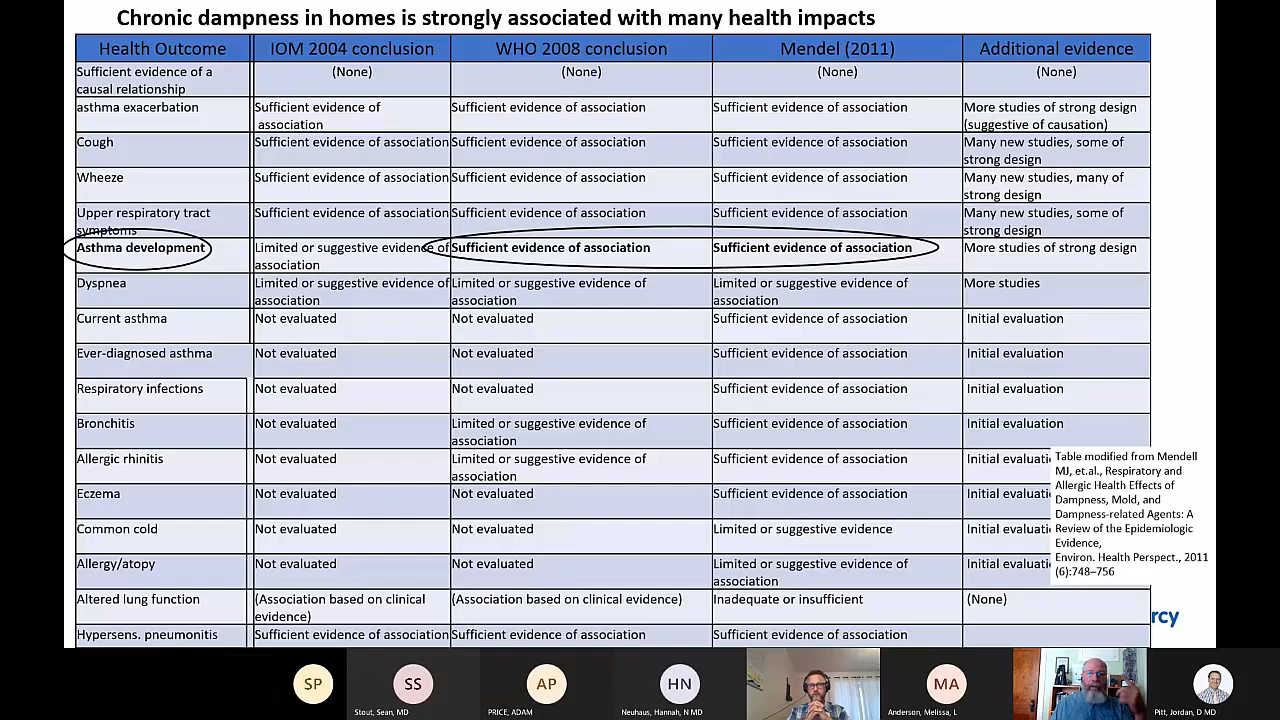 Chronic dampness in homes is strongly associated with many health impacts
Health Outcome IOM 2004 conclusion WHO 2008 conclusion Mendel (2011) Additional evidence
Sufficient evidence of a (None) (None) (None) (None)
causal relationship
asthma exacerbation Sufficient evidence of Sufficient evidence of association Sufficient evidence of association More studies of strong design
association (suggestive of causation)
Cough Sufficient evidence of association Sufficient evidence of association Sufficient evidence of association Many new studies, some of
strong design
Wheeze Sufficient evidence of association Sufficient evidence of association Sufficient evidence of association Many new studies, many of
strong design
Upper respiratory tract Sufficient evidence of association Sufficient evidence of association Sufficient evidence of association Many new studies, some of
symptoms strong design
Asthma development Limited or suggestive evidence of Sufficient evidence of association Sufficient evidence of association More studies of strong design
association
Dyspnea Limited or suggestive evidence of Limited or suggestive evidence of Limited or suggestive evidence of More studies
association association association
Current asthma Not evaluated Not evaluated Sufficient evidence of association Initial evaluation
Ever-diagnosed asthma Not evaluated Not evaluated Sufficient evidence of association Initial evaluation
Respiratory infections Not evaluated Not evaluated Sufficient evidence of association Initial evaluation
Bronchitis Not evaluated Limited or suggestive evidence of Sufficient evidence of association Initial evaluation
association
Allergic rhinitis Not evaluated Limited or suggestive evidence of Sufficient evidence of association Initial evaluati
association
Eczema Not evaluated Not evaluated Sufficient evidence of association Initial evaluati
Common cold Not evaluated Not evaluated Limited or suggestive evidence Initial evaluati
Allergy/atopy Not evaluated Not evaluated Limited or suggestive evidence of Initial evaluati
association
Altered lung function (Association based on clinical (Association based on clinical evidence) Inadequate or insufficient (None)
evidence)
Hypersens. pneumonitis Sufficient evidence of association Sufficient evidence of association Sufficient evidence of association
Table modified from Mendell
MJ, et.al., Respiratory and
Allergic Health Effects of
Dampness, Mold, and
Dampness-related Agents: A
Review of the Epidemiologic
Evidence,
Environ. Health Perspect., 2011
(6):748–756
rcy
SP SS AP HN MA
Stout, Sean, MD PRICE, ADAM Neuhaus, Hannah, N MD Anderson, Melissa, L Pitt, Jordan, D MD